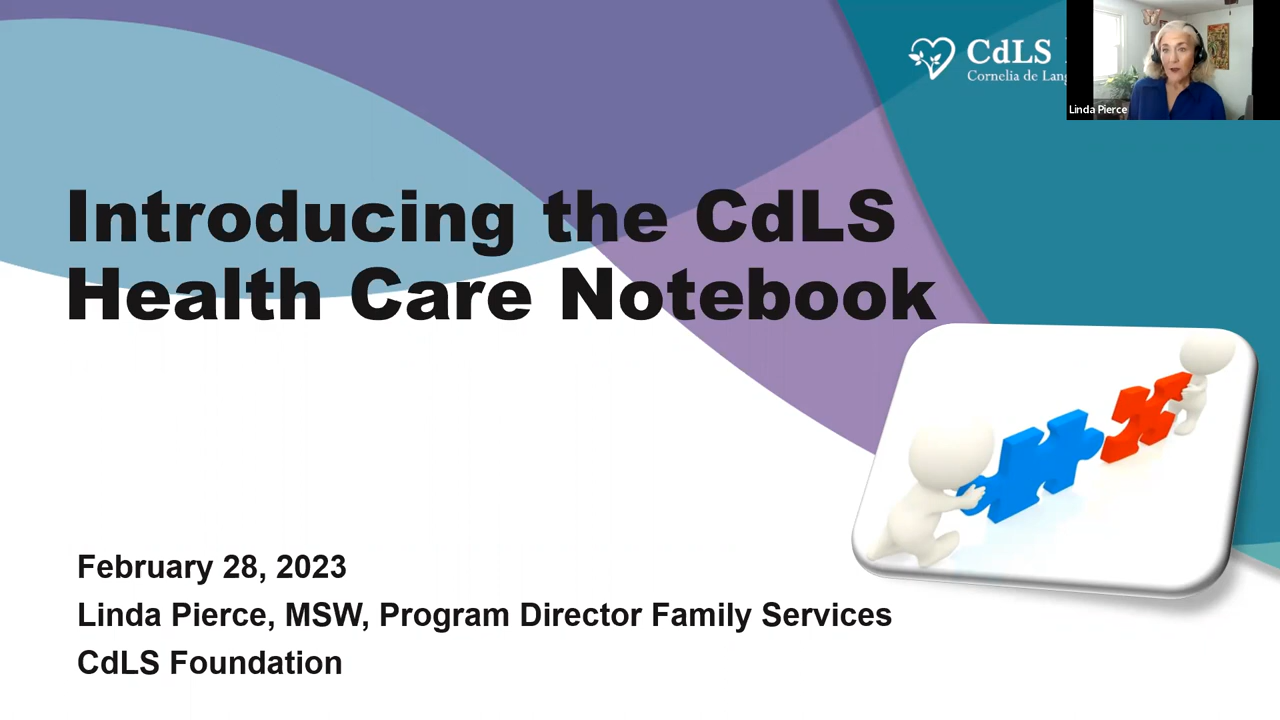 CdLS
Cornelia de Lang
Linda Pierce
Introducing the CdLS
Health Care Notebook
February 28, 2023
Linda Pierce, MSW, Program Director Family Services
CdLS Foundation